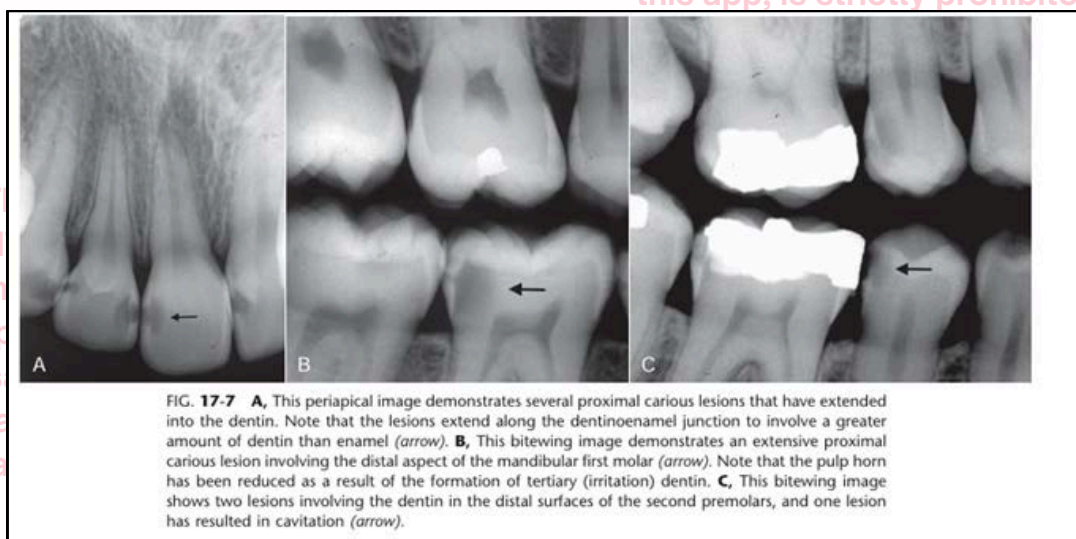 this app, is strictly prohibite
A
B
C
FIG. 17-7 A, This periapical image demonstrates several proximal carious lesions that have extended
into the dentin. Note that the lesions extend along the dentinoenamel junction to involve a greater
amount of dentin than enamel (arrow). B, This bitewing image demonstrates an extensive proximal
carious lesion involving the distal aspect of the mandibular first molar (arrow). Note that the pulp horn
has been reduced as a result of the formation of tertiary (irritation) dentin. C, This bitewing image
shows two lesions involving the dentin in the distal surfaces of the second premolars, and one lesion
has resulted in cavitation (arrow).